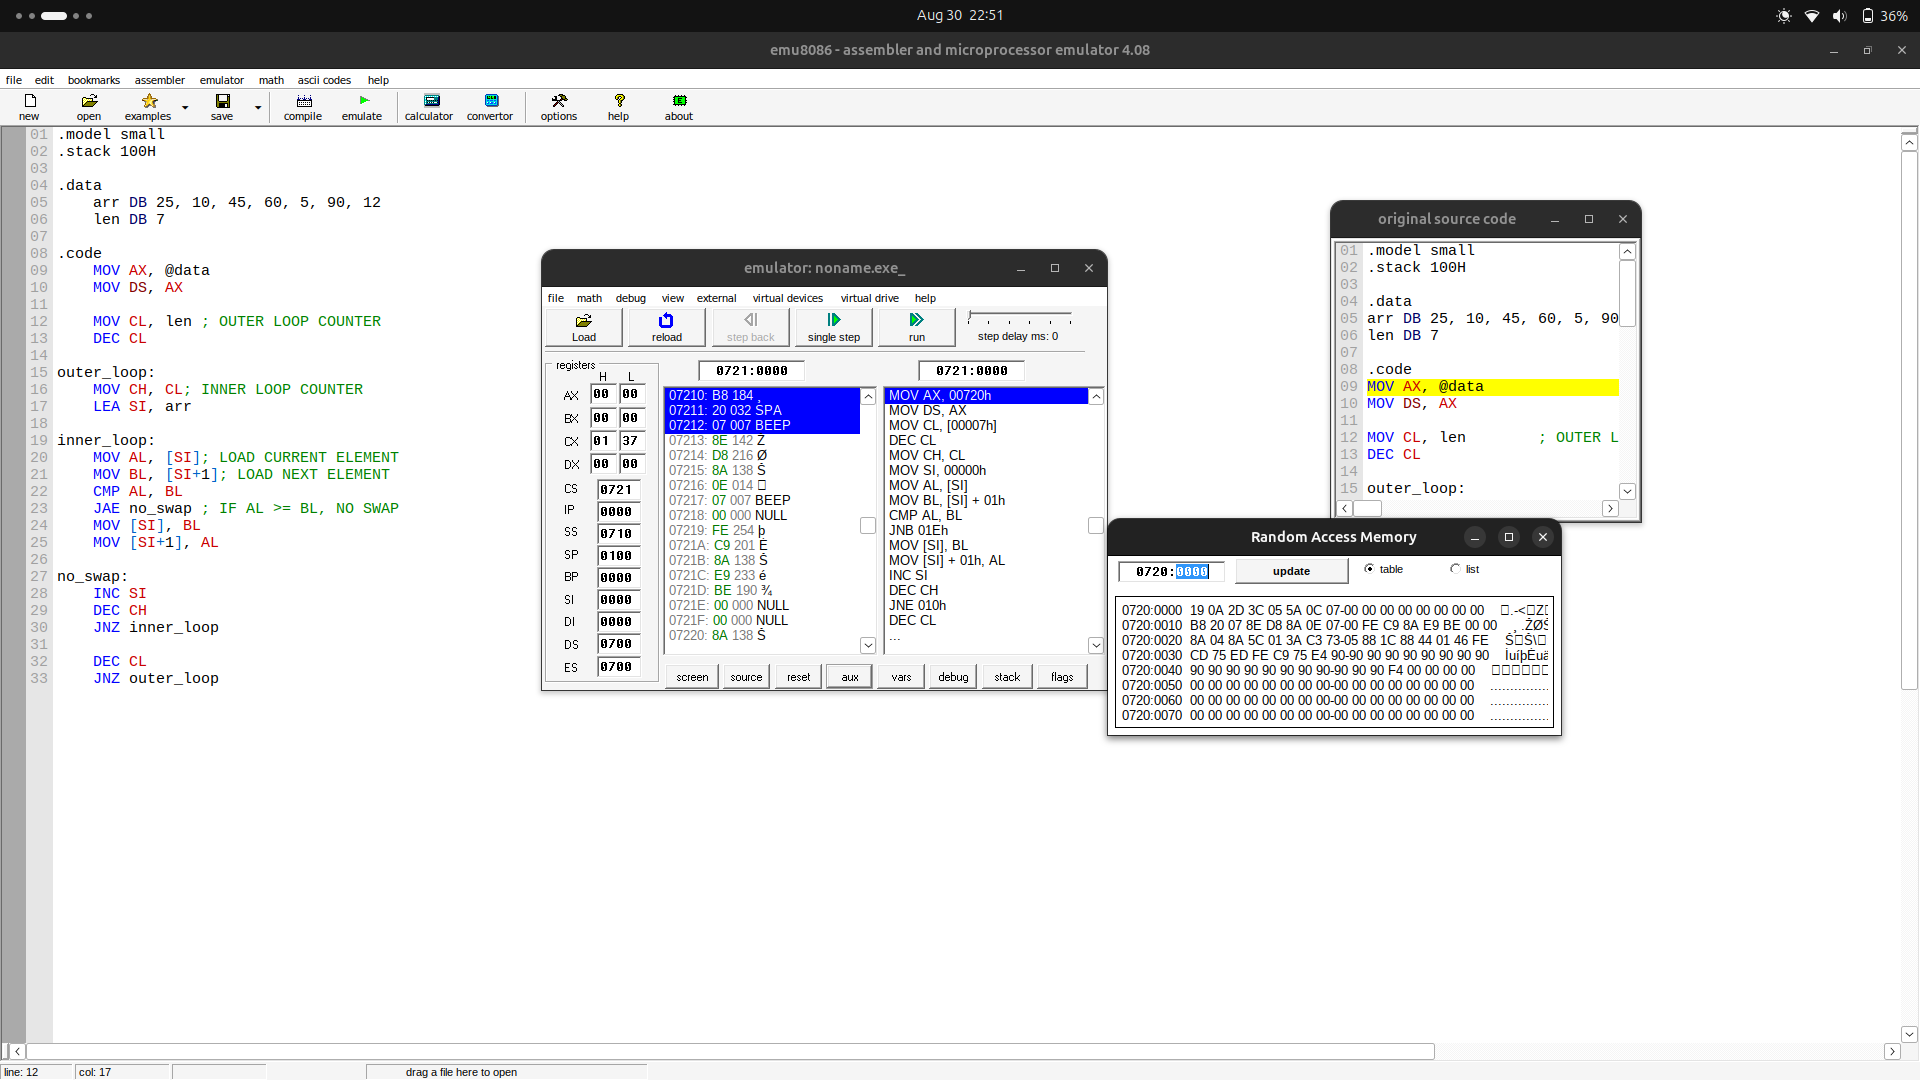 Aug 30 22:51
36%
emu8086 - assembler and microprocessor emulator 4.08
file edit bookmarks assembler emulator math ascii codes help
new open examples save compile emulate calculator convertor options help about
01 .model small
02 .stack 100H
03
04 .data
05 arr DB 25, 10, 45, 60, 5, 90, 12
06 len DB 7
07
08 .code
09 MOV AX, @data
10 MOV DS, AX
11
12 MOV CL, len ; OUTER LOOP COUNTER
13 DEC CL
14
15 outer_loop:
16 MOV CH, CL; INNER LOOP COUNTER
17 LEA SI, arr
18
19 inner_loop:
20 MOV AL, [SI]; LOAD CURRENT ELEMENT
21 MOV BL, [SI+1]; LOAD NEXT ELEMENT
22 CMP AL, BL
23 JAE no_swap ; IF AL >= BL, NO SWAP
24 MOV [SI], BL
25 MOV [SI+1], AL
26
27 no_swap:
28 INC SI
29 DEC CH
30 JNZ inner_loop
31
32 DEC CL
33 JNZ outer_loop
emulator: noname.exe_
file math debug view external virtual devices virtual drive help
Load reload step back single step run step delay ms: 0
registers
H L
AX 00 00
BX 00 00
CX 01 37
DX 00 00
CS 0721
IP 0000
SS 0710
SP 0100
BP 0000
SI 0000
DI 0000
DS 0700
ES 0700
0721:0000
07210: B8 184 ,
07211: 20 032 SPA
07212: 07 007 BEEP
07213: 8E 142 Ž
07214: D8 216 Ø
07215: 8A 138 Š
07216: 0E 014
07217: 07 007 BEEP
07218: 00 000 NULL
07219: FE 254 þ
0721A: C9 201 É
0721B: 8A 138 Š
0721C: E9 233 é
0721D: BE 190 ¾
0721E: 00 000 NULL
0721F: 00 000 NULL
07220: 8A 138 Š
0721:0000
MOV AX, 00720h
MOV DS, AX
MOV CL, [00007h]
DEC CL
MOV CH, CL
MOV SI, 00000h
MOV AL, [SI]
MOV BL, [SI] + 01h
CMP AL, BL
JNB 01Eh
MOV [SI], BL
MOV [SI] + 01h, AL
INC SI
DEC CH
JNE 010h
DEC CL
...
screen source reset aux vars debug stack flags
original source code
01 .model small
02 .stack 100H
03
04 .data
05 arr DB 25, 10, 45, 60, 5, 90
06 len DB 7
07
08 .code
09 MOV AX, @data
10 MOV DS, AX
11
12 MOV CL, len ; OUTER L
13 DEC CL
14
15 outer_loop:
Random Access Memory
0720:0000 update table list
0720:0000 19 0A 2D 3C 05 5A 0C 07-00 00 00 00 00 00 00 00
0720:0010 B8 20 07 8E D8 8A 0E 07-00 FE C9 8A E9 BE 00 00
0720:0020 8A 04 8A 5C 01 3A C3 73-05 88 1C 88 44 01 46 FE
0720:0030 CD 75 ED FE C9 75 E4 90-90 90 90 90 90 90 90 90
0720:0040 90 90 90 90 90 90 90 90-90 90 90 F4 00 00 00 00
0720:0050 00 00 00 00 00 00 00 00-00 00 00 00 00 00 00 00 ................
0720:0060 00 00 00 00 00 00 00 00-00 00 00 00 00 00 00 00 ................
0720:0070 00 00 00 00 00 00 00 00-00 00 00 00 00 00 00 00 ................
line: 12 col: 17 drag a file here to open